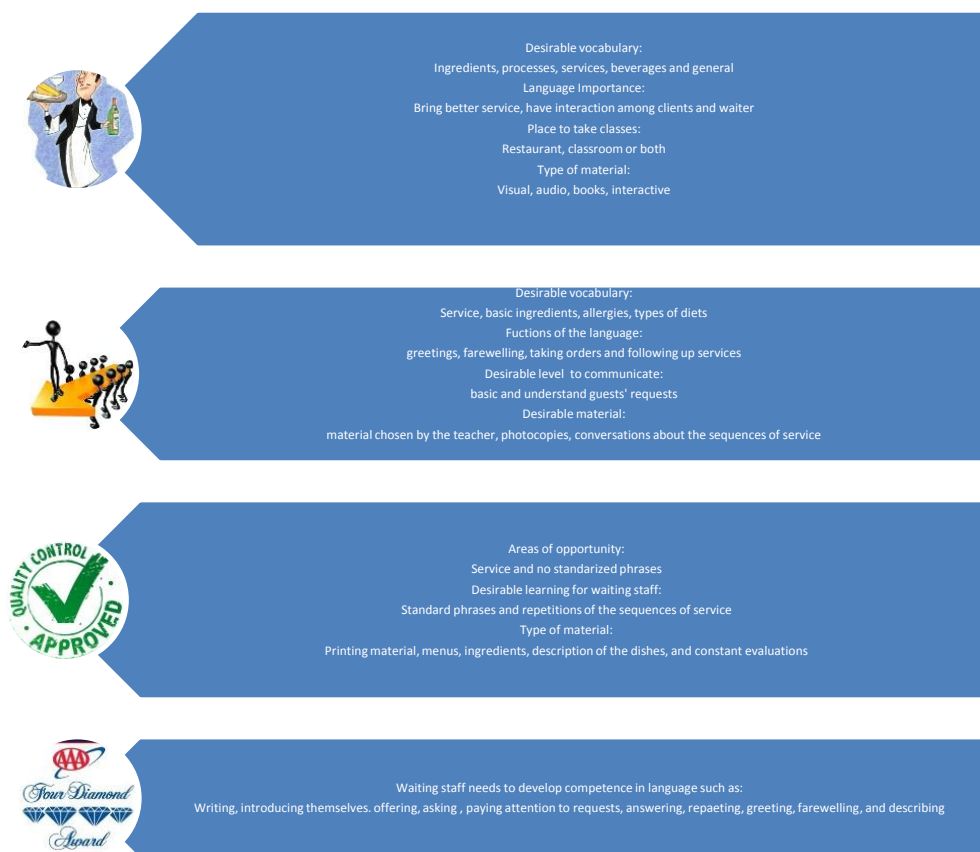 Desirable vocabulary:
Ingredients, processes, services, beverages and general
Language Importance:
Bring better service, have interaction among clients and waiter
Place to take classes:
Restaurant, classroom or both
Type of material:
Visual, audio, books, interactive
Desirable vocabulary:
Service, basic ingredients, allergies, types of diets
Fuctions of the language:
greetings, farewelling, taking orders and following up services
Desirable level to communicate:
basic and understand guests' requests
Desirable material:
material chosen by the teacher, photocopies, conversations about the sequences of service
QUALITY CONTROL
APPROVED
Areas of opportunity:
Service and no standarized phrases
Desirable learning for waiting staff:
Standard phrases and repetitions of the sequences of service
Type of material:
Printing material, menus, ingredients, description of the dishes, and constant evaluations
AAA
Four Diamond
Award
Waiting staff needs to develop competence in language such as:
Writing, introducing themselves. offering, asking , paying attention to requests, answering, repaeting, greeting, farewelling, and describing